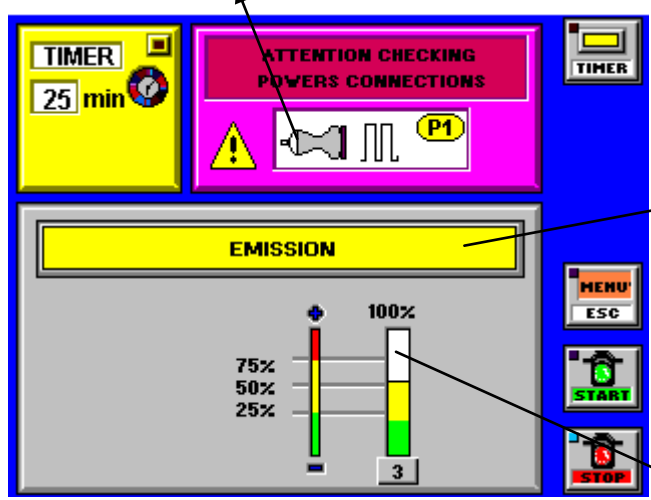 TIMER
25 min
ATTENTION CHECKING
POWERS CONNECTIONS
P1
TIMER
EMISSION
MENU'
ESC
100%
75%
50%
25%
START
3
STOP